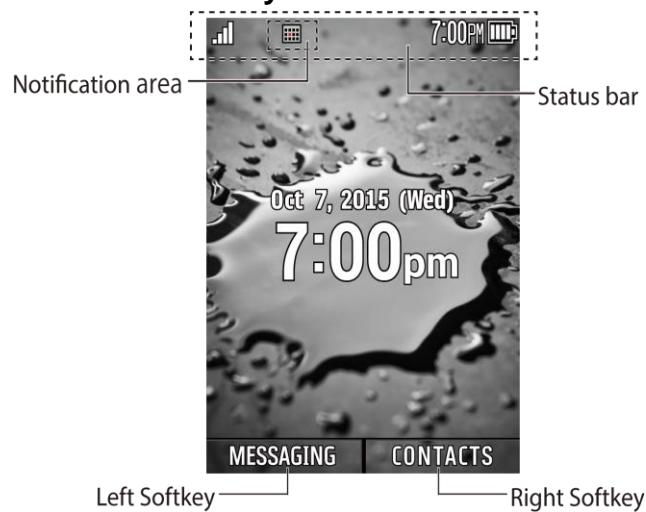 7:00PM
Notification area
Status bar
Oct 7, 2015 (Wed)
7:00pm
MESSAGING CONTACTS
Left Softkey
Right Softkey